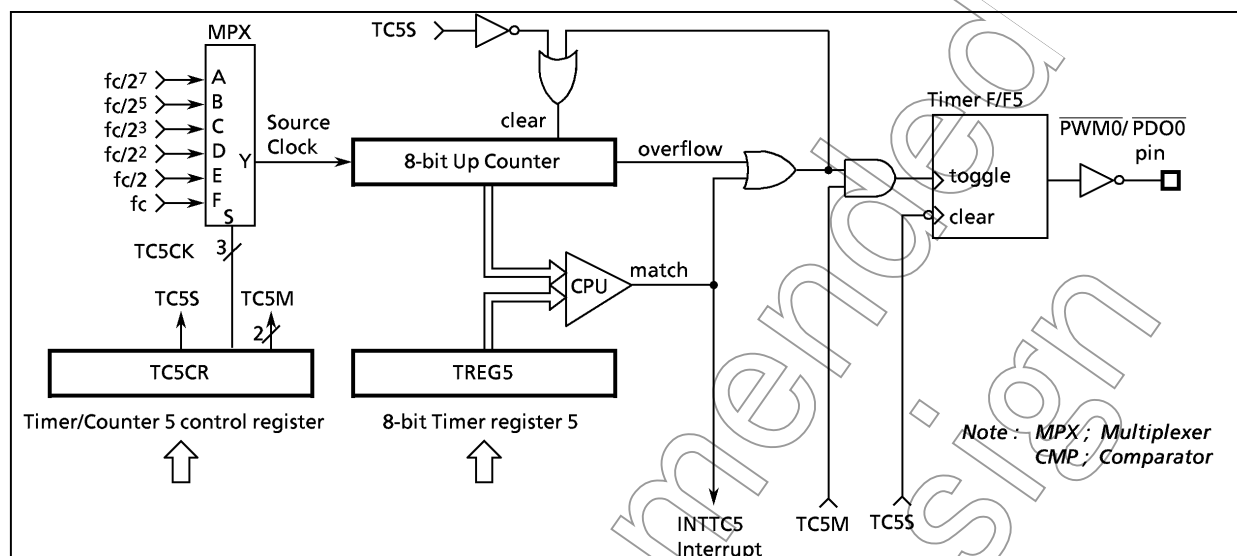 MPX
TC5S
fc/2⁷
A
fc/2⁵
B
fc/2³
C
fc/2²
D
fc/2
E
fc
F
S
Y
Source
Clock
clear
8-bit Up Counter
overflow
Timer F/F5
toggle
clear
PWM0/ PDO0
pin
TC5CK
3
TC5S
TC5M
2
CPU
match
TC5CR
TREG5
Timer/Counter 5 control register
8-bit Timer register 5
Note : MPX ; Multiplexer
CMP ; Comparator
INTTC5
Interrupt
TC5M
TC5S